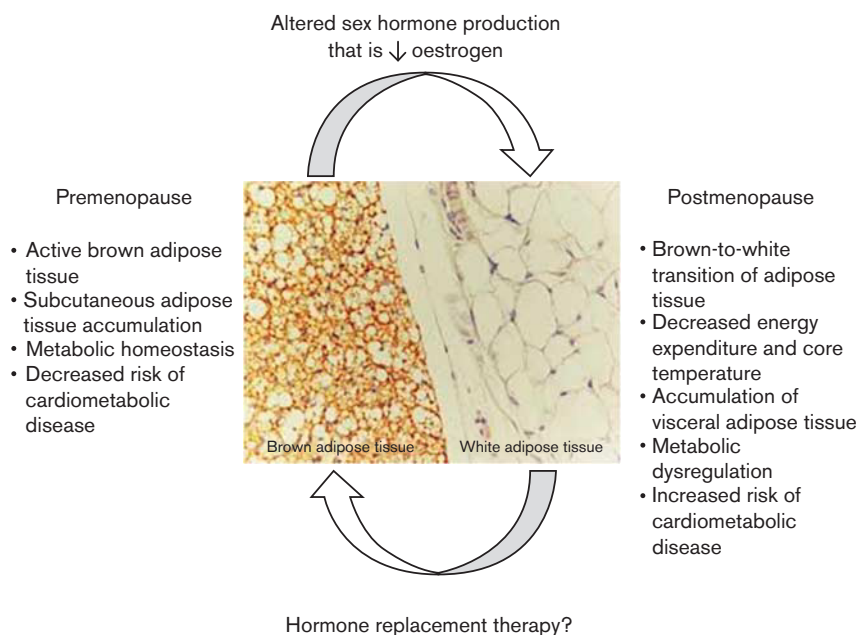 Altered sex hormone production
that is ↓ oestrogen
Premenopause
• Active brown adipose
tissue
• Subcutaneous adipose
tissue accumulation
• Metabolic homeostasis
• Decreased risk of
cardiometabolic
disease
Brown adipose tissue
White adipose tissue
Postmenopause
• Brown-to-white
transition of adipose
tissue
• Decreased energy
expenditure and core
temperature
• Accumulation of
visceral adipose tissue
• Metabolic
dysregulation
• Increased risk of
cardiometabolic
disease
Hormone replacement therapy?